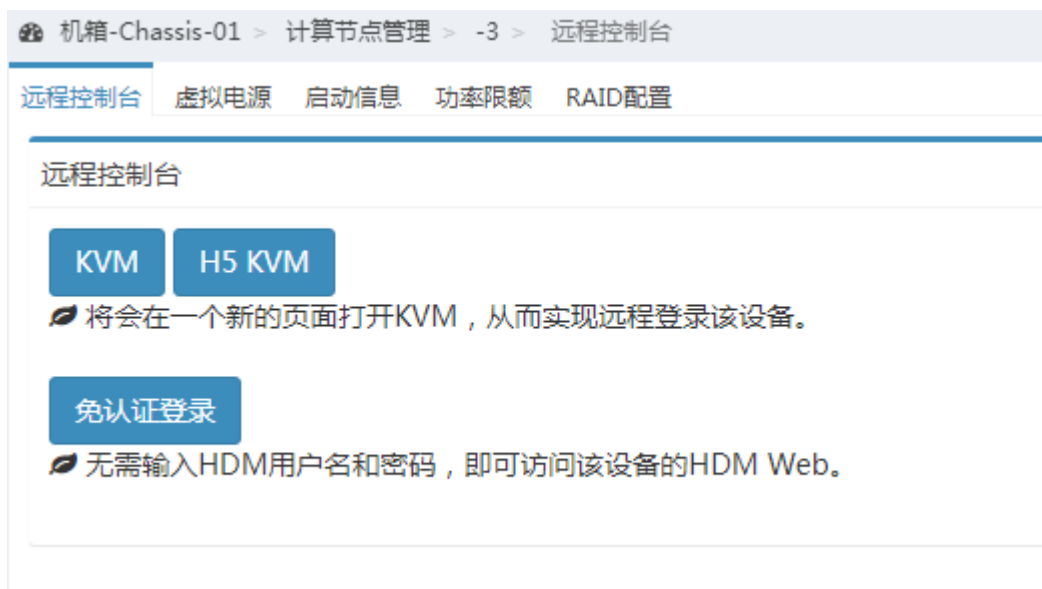 机箱-Chassis-01 > 计算节点管理 > -3 > 远程控制台
远程控制台 虚拟电源 启动信息 功率限额 RAID配置
远程控制台
KVM H5 KVM
将会在一个新的页面打开KVM，从而实现远程登录该设备。
免认证登录
无需输入HDM用户名和密码，即可访问该设备的HDM Web。